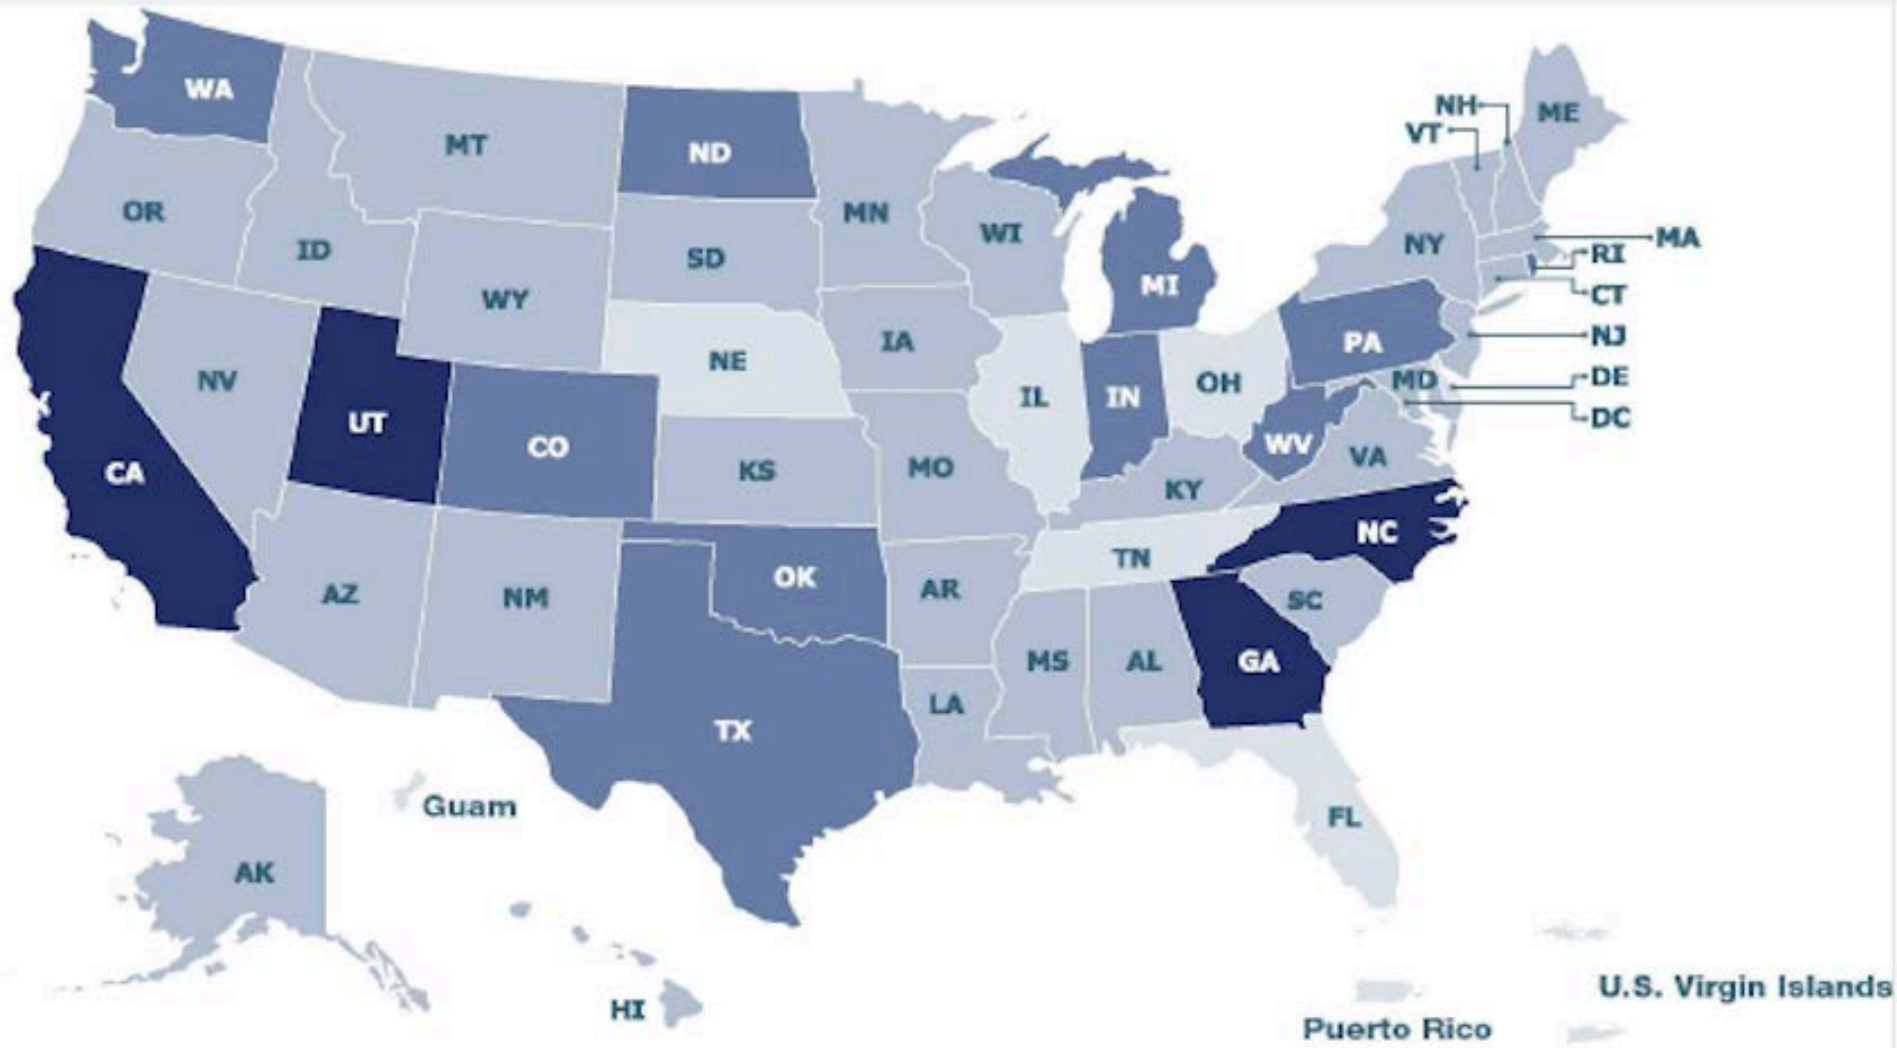 WA
MT
ND
MN
OR
ID
WY
SD
WI
MI
NH
VT
ME
NY
MA
RI
CT
NJ
DE
DC
PA
MD
NE
IA
NV
UT
CA
CO
KS
MO
IL
IN
OH
WV
VA
KY
NC
TN
AZ
NM
OK
AR
SC
TX
LA
MS
AL
GA
FL
AK
Guam
HI
U.S. Virgin Islands
Puerto Rico